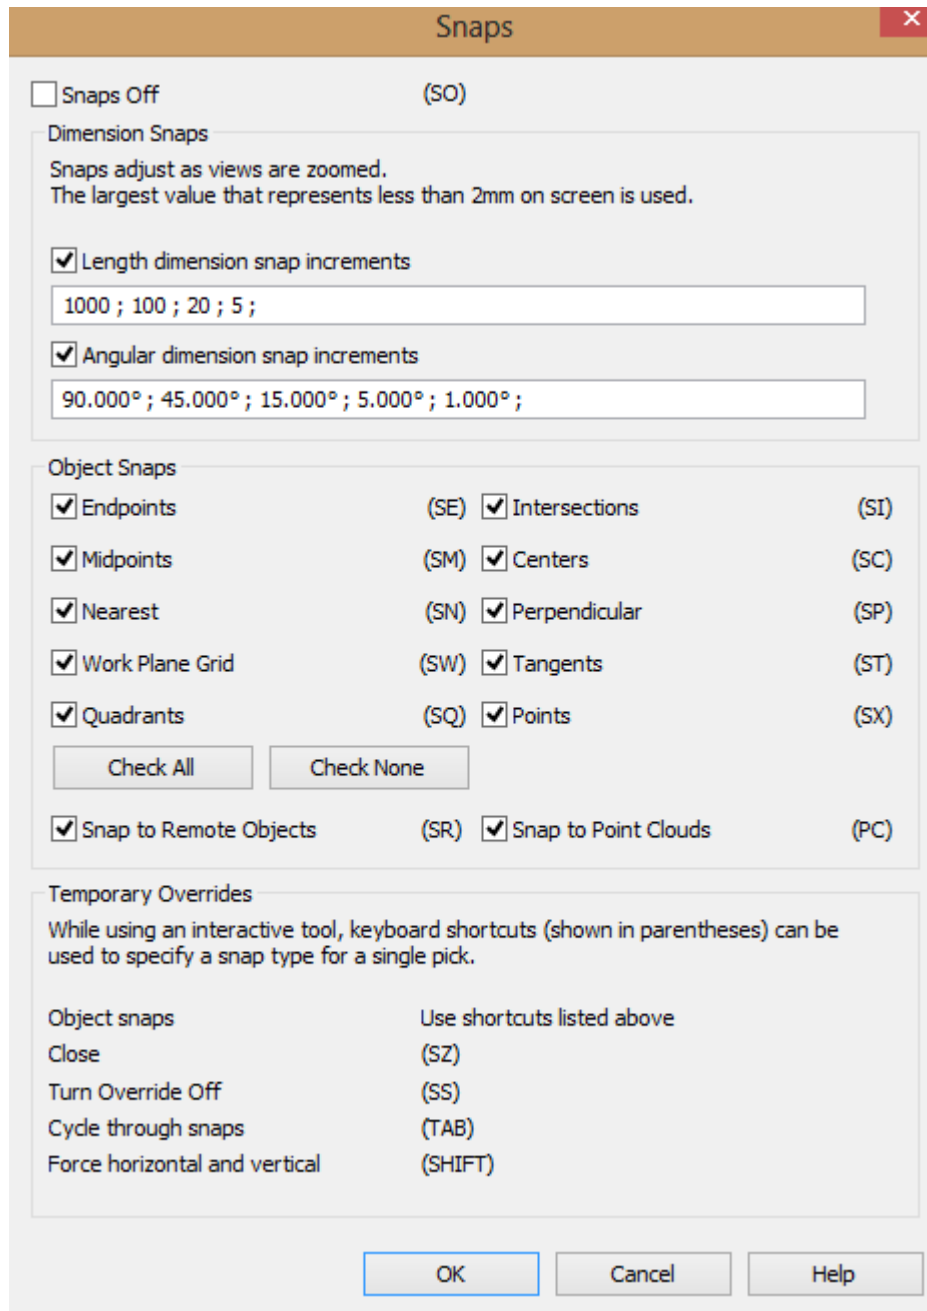 Snaps
Snaps Off (SO)
Dimension Snaps
Snaps adjust as views are zoomed.
The largest value that represents less than 2mm on screen is used.
Length dimension snap increments
1000 ; 100 ; 20 ; 5 ;
Angular dimension snap increments
90.000° ; 45.000° ; 15.000° ; 5.000° ; 1.000° ;
Object Snaps
Endpoints (SE) Intersections (SI)
Midpoints (SM) Centers (SC)
Nearest (SN) Perpendicular (SP)
Work Plane Grid (SW) Tangents (ST)
Quadrants (SQ) Points (SX)
Check All Check None
Snap to Remote Objects (SR) Snap to Point Clouds (PC)
Temporary Overrides
While using an interactive tool, keyboard shortcuts (shown in parentheses) can be
used to specify a snap type for a single pick.
Object snaps Use shortcuts listed above
Close (SZ)
Turn Override Off (SS)
Cycle through snaps (TAB)
Force horizontal and vertical (SHIFT)
OK Cancel Help